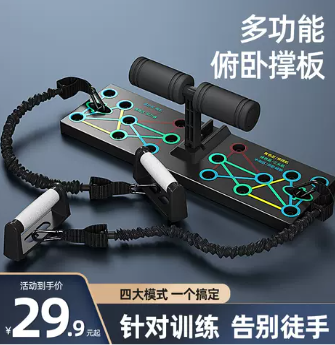 多功能
俯卧撑板
活动到手价
¥29.9元起
四大模式 一个搞定
针对训练 告别徒手